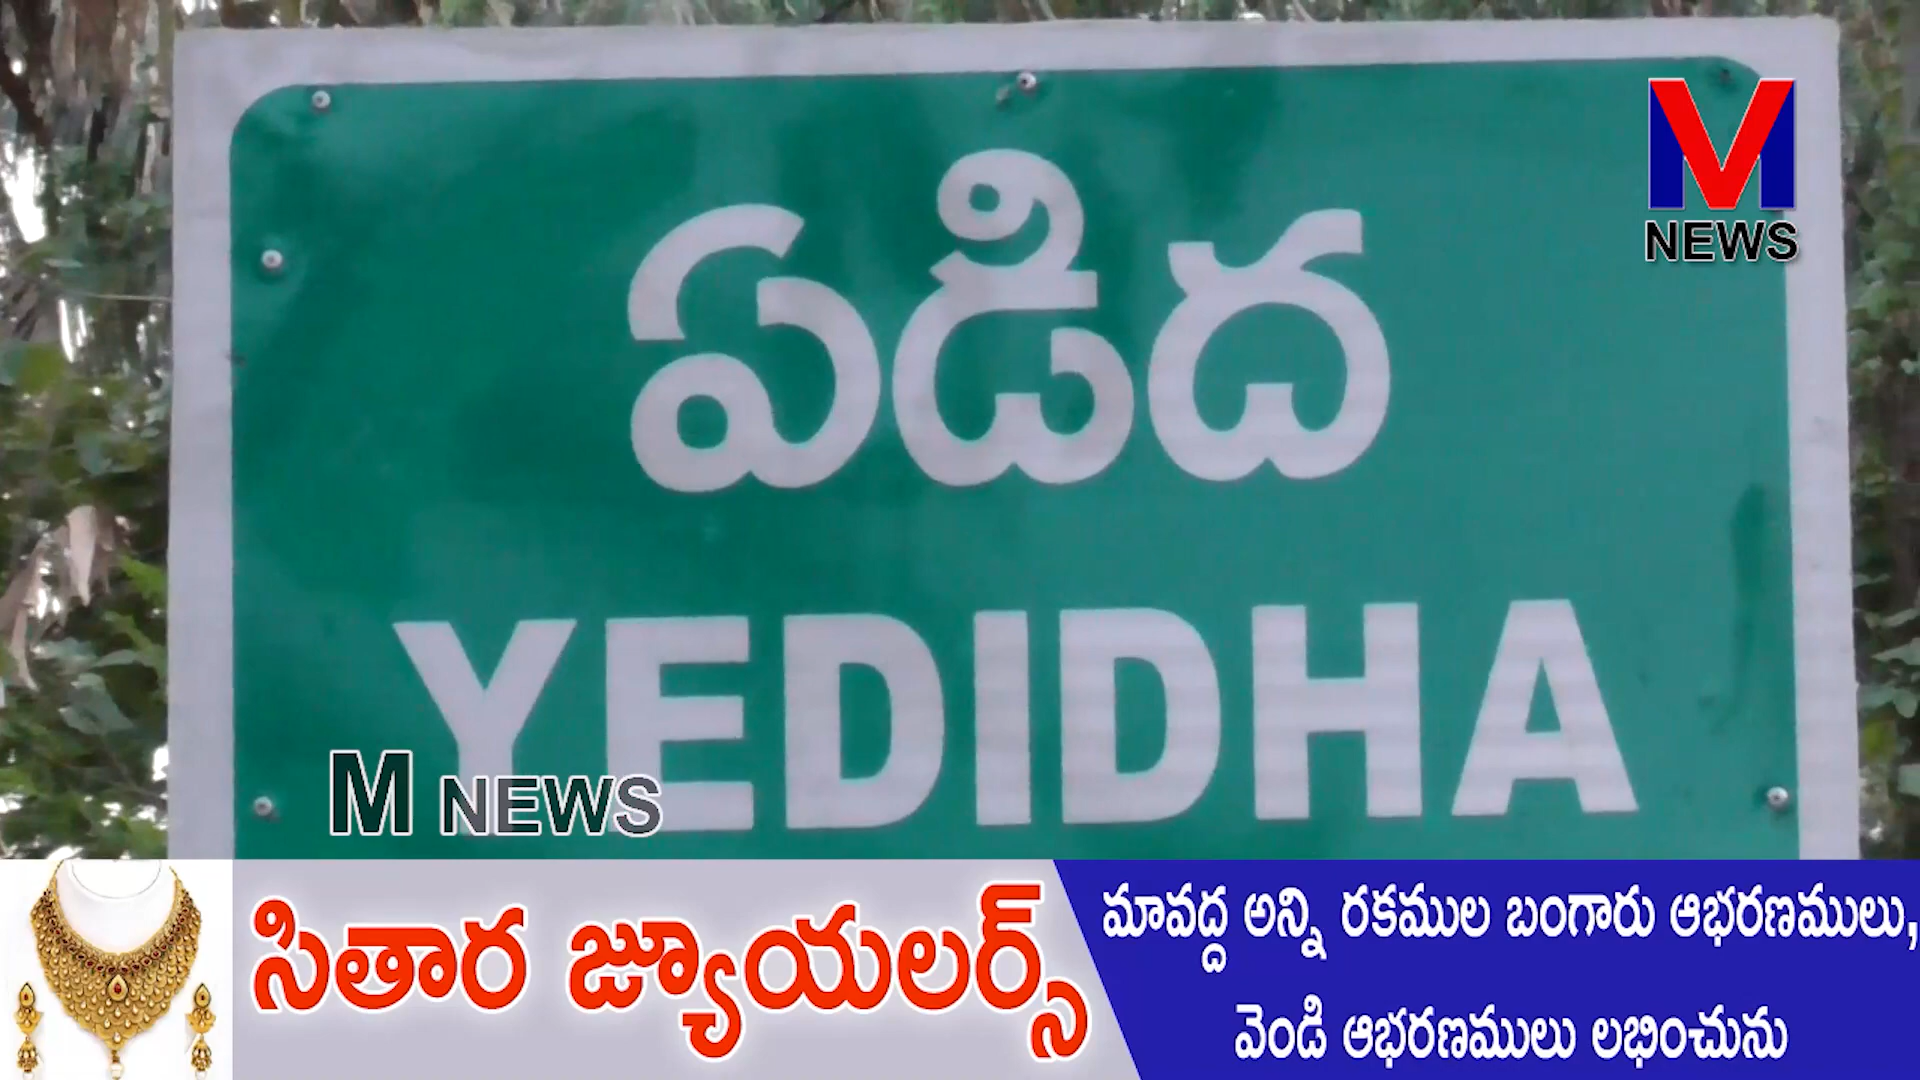 ఏడిద
YEDIDHA
M NEWS
M NEWS
సితార జ్యూయలర్స్
మావద్ద అన్ని రకముల బంగారు ఆభరణములు,
వెండి ఆభరణములు లభించును